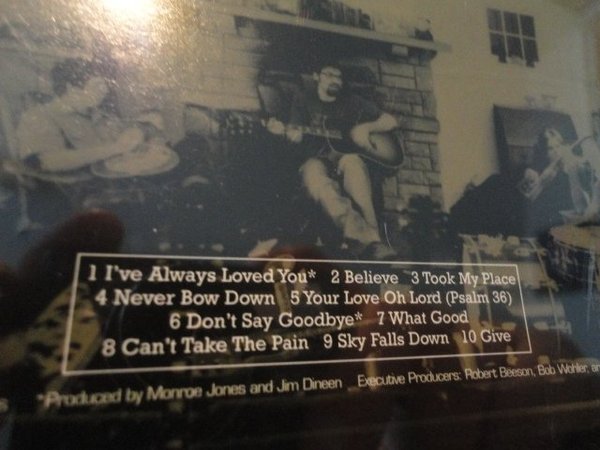 1 I've Always Loved You* 2 Believe 3 Took My Place
4 Never Bow Down 5 Your Love Oh Lord (Psalm 36)
6 Don't Say Goodbye* 7 What Good
8 Can't Take The Pain 9 Sky Falls Down 10 Give
*Produced by Monroe Jones and Jim Dineen Executive Producers: Robert Beeson, Bob Wohler,